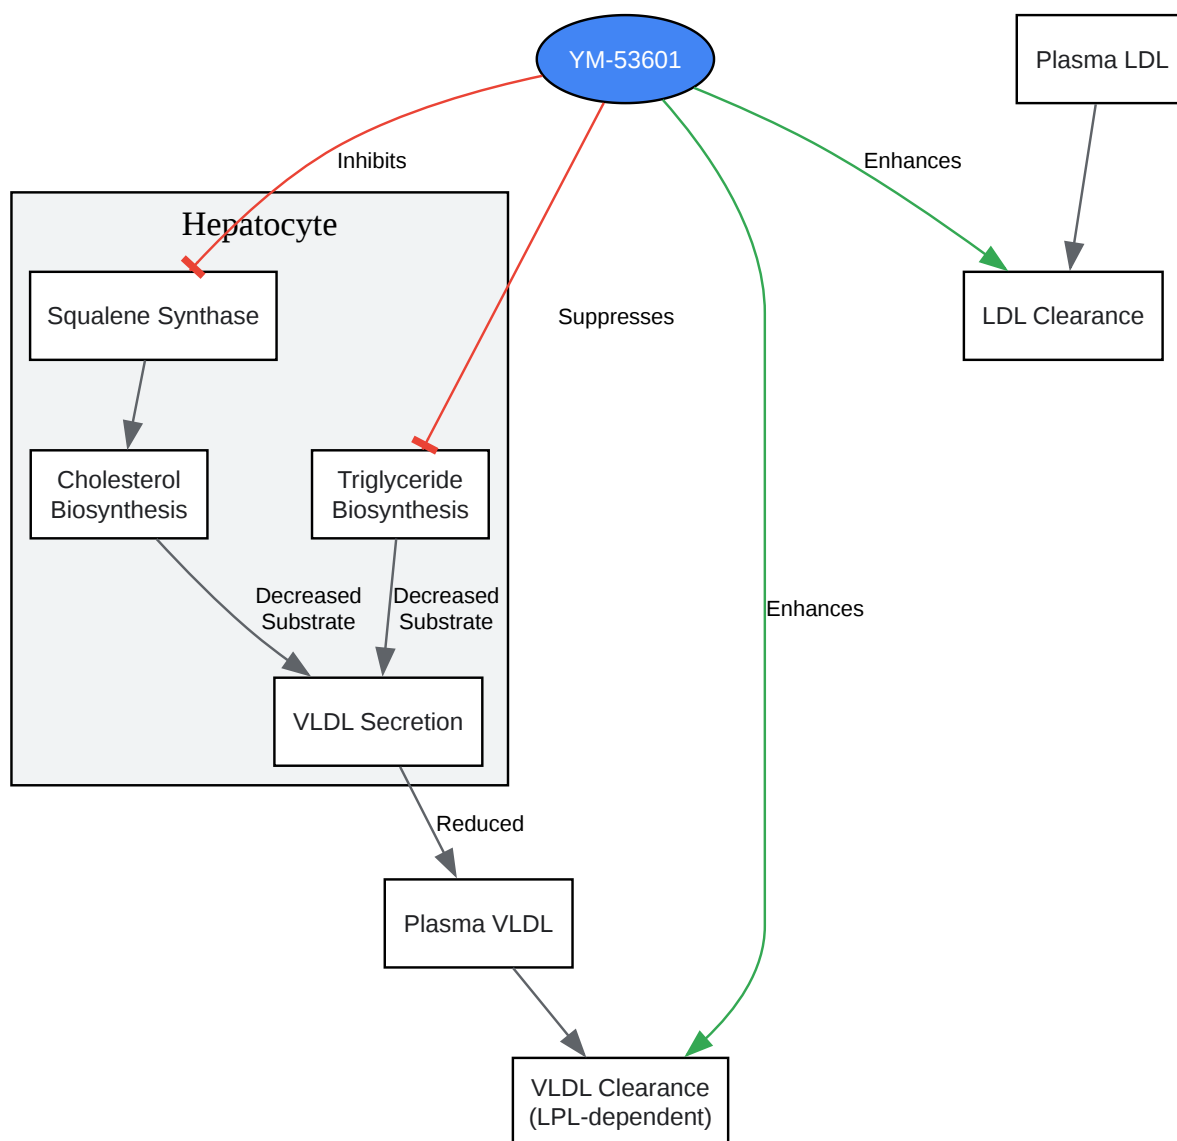 YM-53601
Plasma LDL
Inhibits
Enhances
Hepatocyte
Squalene Synthase
Suppresses
LDL Clearance
Cholesterol
Biosynthesis
Triglyceride
Biosynthesis
Decreased
Substrate
Decreased
Substrate
Enhances
VLDL Secretion
Reduced
Plasma VLDL
VLDL Clearance
(LPL-dependent)